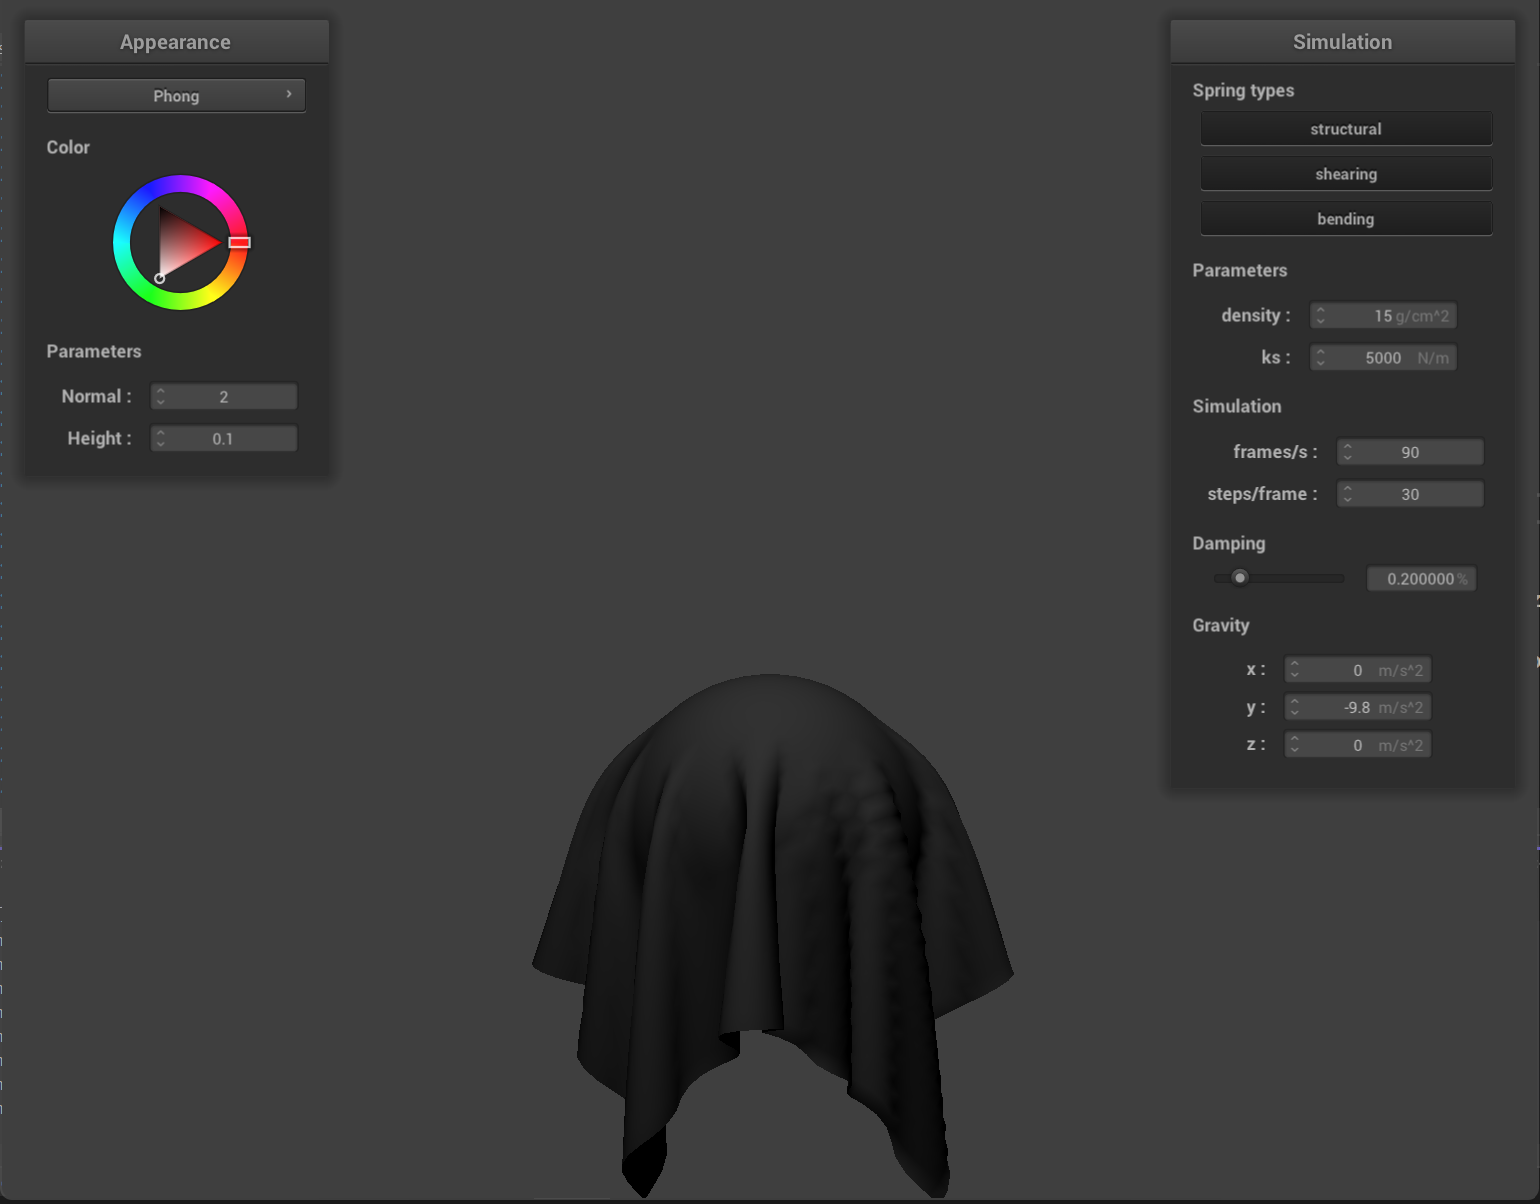 Appearance
Phong
Color
Parameters
Normal : 2
Height : 0.1
Simulation
Spring types
structural
shearing
bending
Parameters
density : 15 g/cm^2
ks : 5000 N/m
Simulation
frames/s : 90
steps/frame : 30
Damping
0.200000 %
Gravity
x : 0 m/s^2
y : -9.8 m/s^2
z : 0 m/s^2